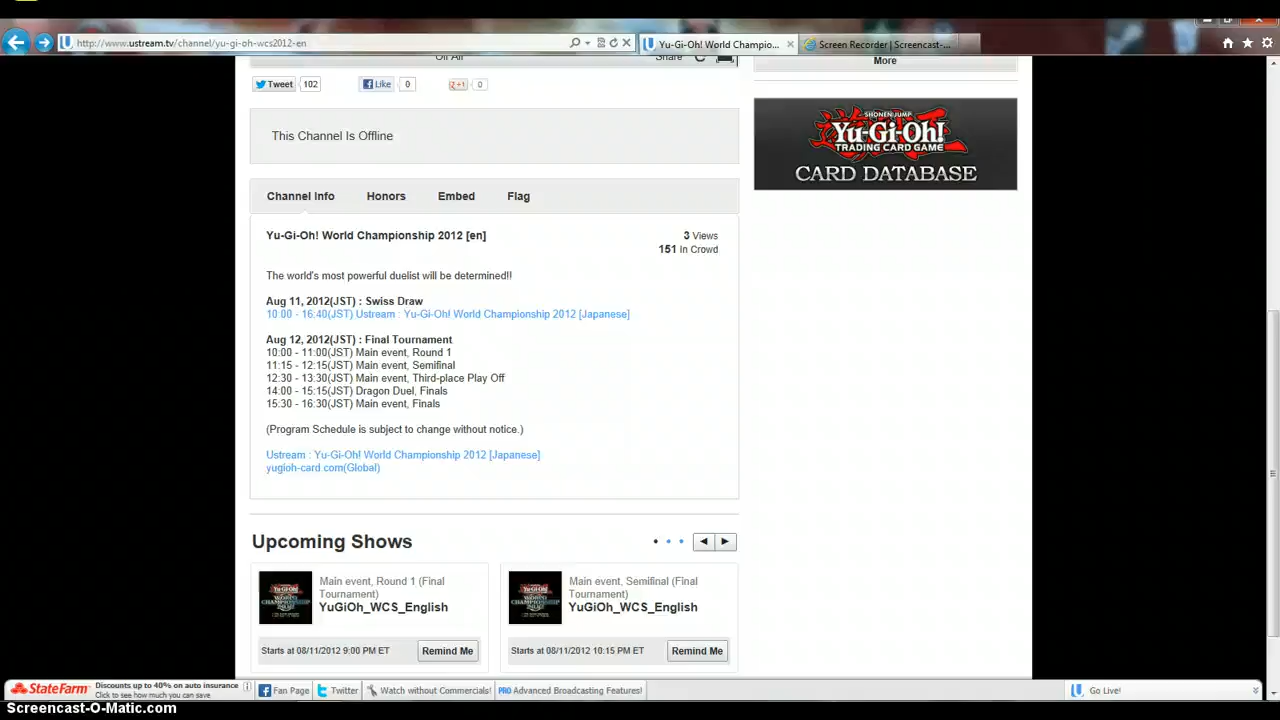 http://www.ustream.tv/channel/yu-gi-oh-wcs2012-en
Yu-Gi-Oh! World Champio...
Screen Recorder | Screencast-...
Off Air
Share
More
Tweet 102
Like 0
+1 0
This Channel Is Offline
SHONEN JUMP
Yu-Gi-Oh!
TRADING CARD GAME
CARD DATABASE
Channel Info Honors Embed Flag
Yu-Gi-Oh! World Championship 2012 [en]
3 Views
151 In Crowd
The world's most powerful duelist will be determined!!
Aug 11, 2012(JST) : Swiss Draw
10:00 - 16:40(JST) Ustream : Yu-Gi-Oh! World Championship 2012 [Japanese]
Aug 12, 2012(JST) : Final Tournament
10:00 - 11:00(JST) Main event, Round 1
11:15 - 12:15(JST) Main event, Semifinal
12:30 - 13:30(JST) Main event, Third-place Play Off
14:00 - 15:15(JST) Dragon Duel, Finals
15:30 - 16:30(JST) Main event, Finals
(Program Schedule is subject to change without notice.)
Ustream : Yu-Gi-Oh! World Championship 2012 [Japanese]
yugioh-card com(Global)
Upcoming Shows
Main event, Round 1 (Final
Tournament)
YuGiOh_WCS_English
Starts at 08/11/2012 9:00 PM ET
Remind Me
Main event, Semifinal (Final
Tournament)
YuGiOh_WCS_English
Starts at 08/11/2012 10:15 PM ET
Remind Me
StateFarm
Discounts up to 40% on auto insurance
Click to see how much you can save
Fan Page
Twitter
Watch without Commercials!
PRO Advanced Broadcasting Features!
Go Live!
Screencast-O-Matic.com